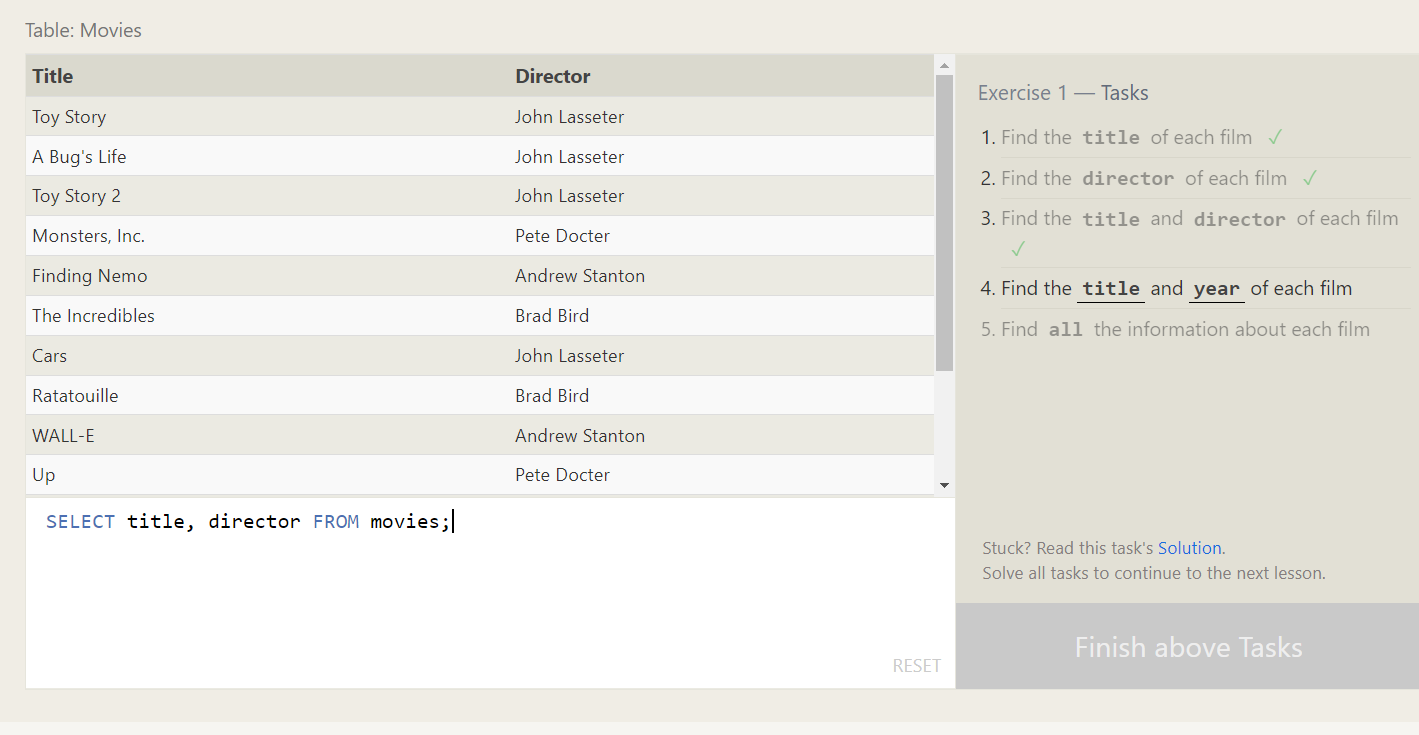 Table: Movies
Title Director
Toy Story John Lasseter
A Bug's Life John Lasseter
Toy Story 2 John Lasseter
Monsters, Inc. Pete Docter
Finding Nemo Andrew Stanton
The Incredibles Brad Bird
Cars John Lasseter
Ratatouille Brad Bird
WALL-E Andrew Stanton
Up Pete Docter
SELECT title, director FROM movies;
RESET
Exercise 1 — Tasks
1. Find the title of each film ✓
2. Find the director of each film ✓
3. Find the title and director of each film
✓
4. Find the title and year of each film
5. Find all the information about each film
Stuck? Read this task's Solution.
Solve all tasks to continue to the next lesson.
Finish above Tasks